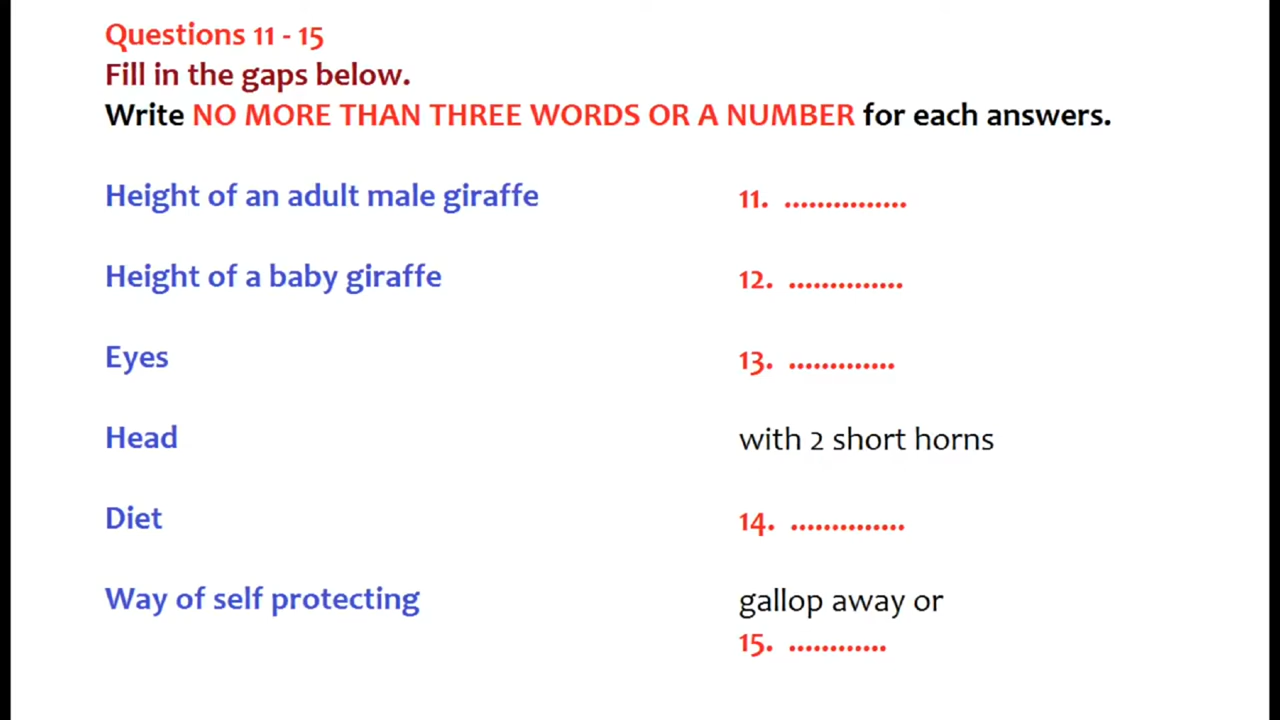 Questions 11 - 15
Fill in the gaps below.
Write NO MORE THAN THREE WORDS OR A NUMBER for each answers.
Height of an adult male giraffe 11. ...............
Height of a baby giraffe 12. ..............
Eyes 13. .............
Head with 2 short horns
Diet 14. ..............
Way of self protecting gallop away or
15. ............